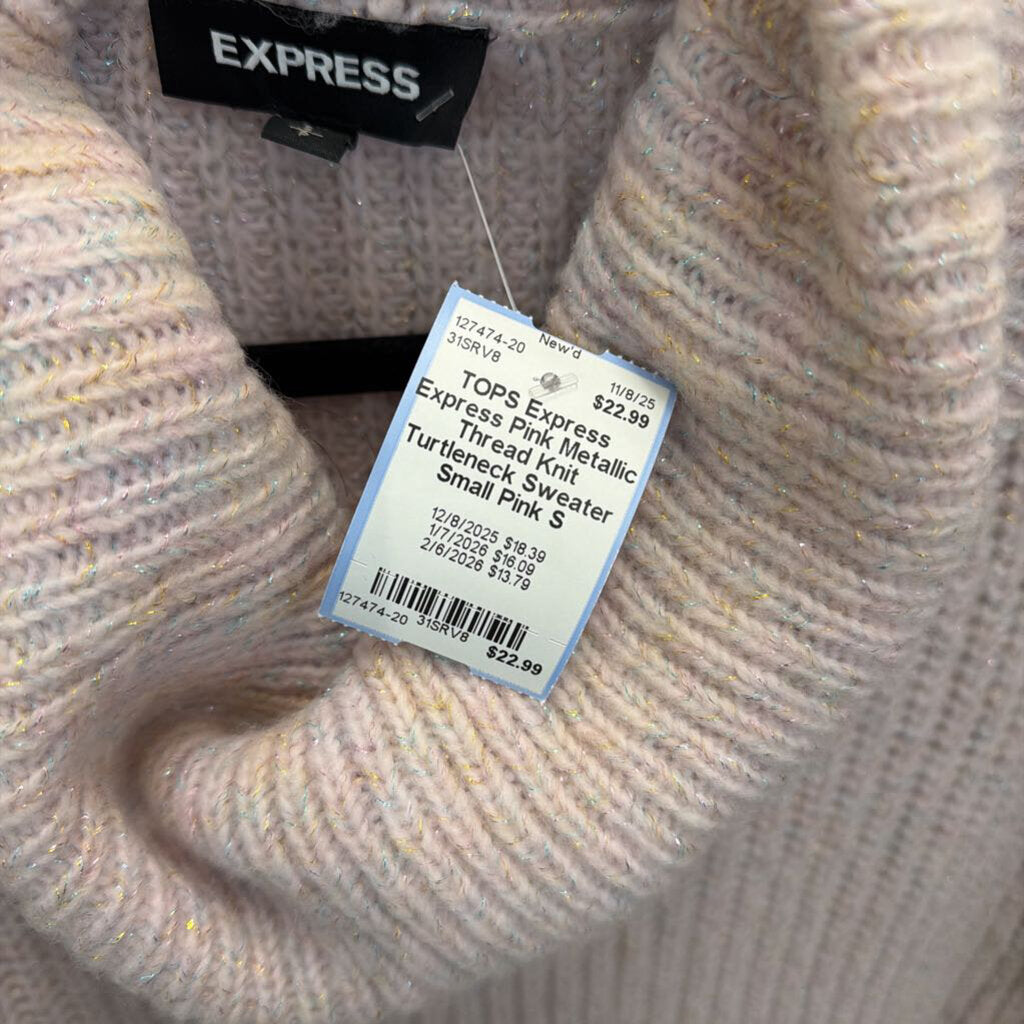 EXPRESS
New'd
127474-20
31SRV8
11/8/25
$22.99
TOPS Express
Express Pink Metallic
Thread Knit
Turtleneck Sweater
Small Pink S
12/8/2025 $18.39
1/7/2026 $16.09
2/6/2026 $13.79
127474-20 31SRV8
$22.99